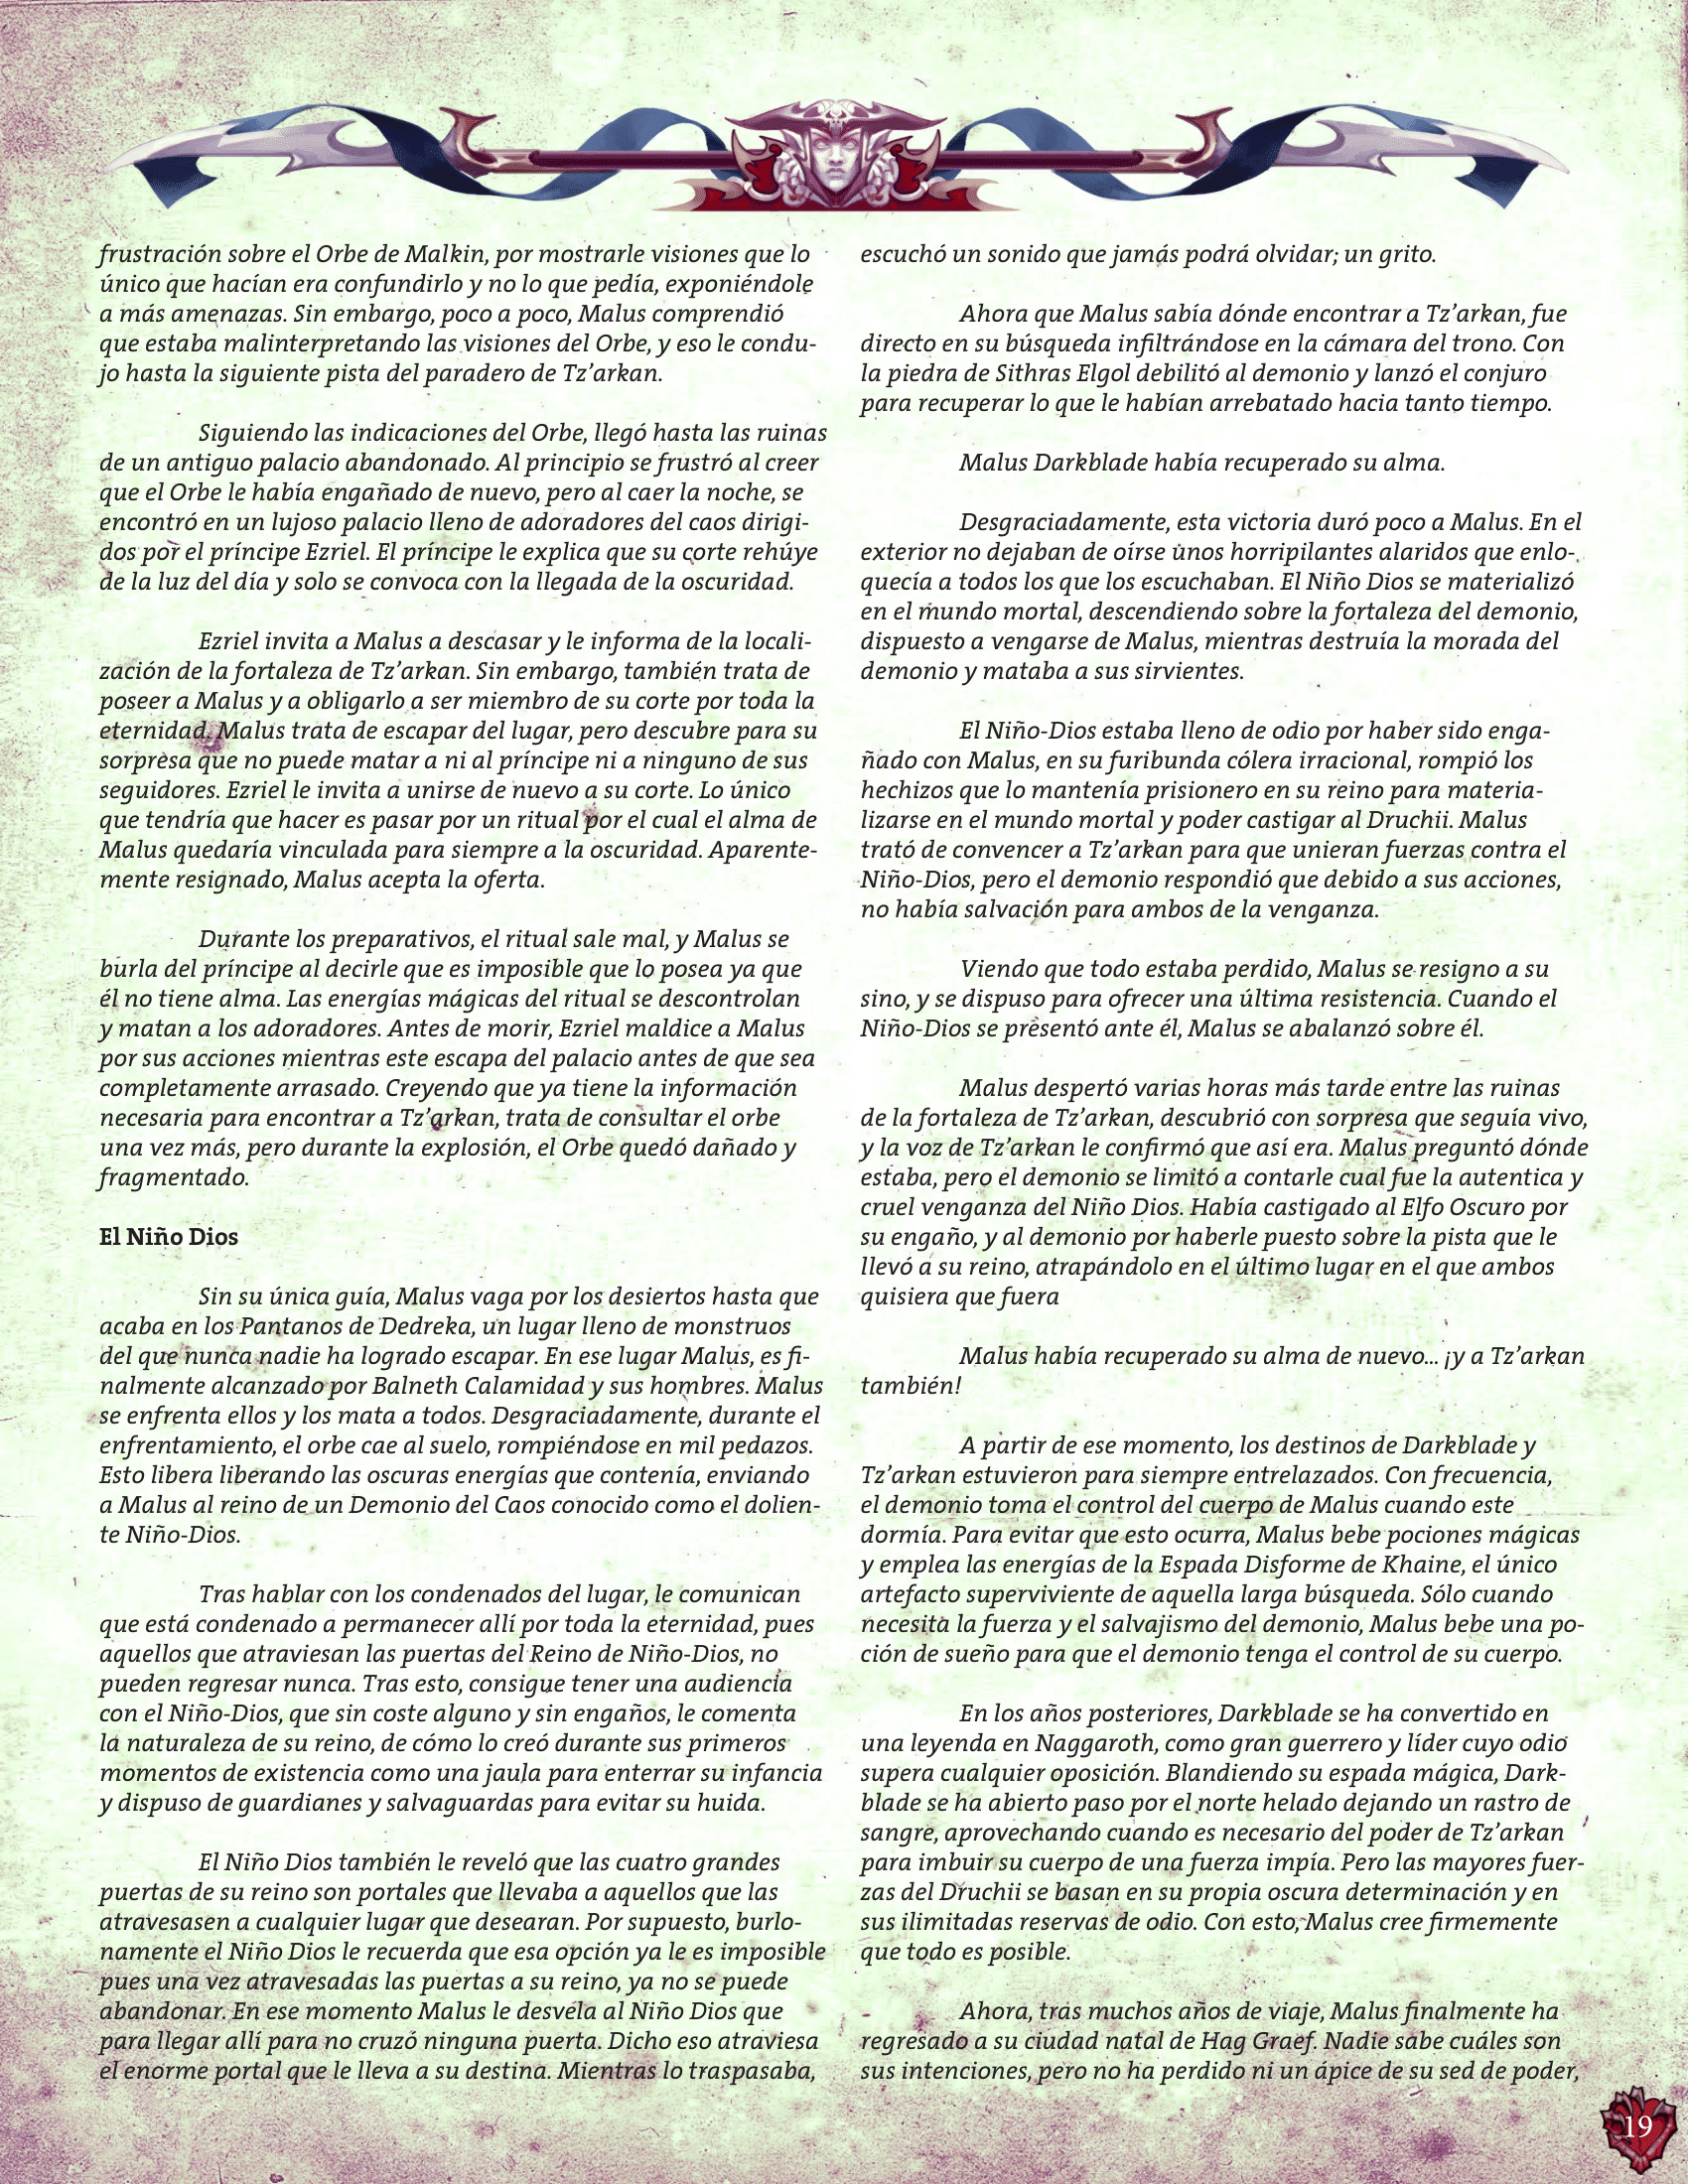 frustración sobre el Orbe de Malkin, por mostrarle visiones que lo
único que hacían era confundirlo y no lo que pedía, exponiéndole
a más amenazas. Sin embargo, poco a poco, Malus comprendió
que estaba malinterpretando las visiones del Orbe, y eso le condu-
jo hasta la siguiente pista del paradero de Tz’arkan.
Siguiendo las indicaciones del Orbe, llegó hasta las ruinas
de un antiguo palacio abandonado. Al principio se frustró al creer
que el Orbe le había engañado de nuevo, pero al caer la noche, se
encontró en un lujoso palacio lleno de adoradores del caos dirigi-
dos por el príncipe Ezriel. El príncipe le explica que su corte rehúye
de la luz del día y solo se convoca con la llegada de la oscuridad.
Ezriel invita a Malus a descasar y le informa de la locali-
zación de la fortaleza de Tz’arkan. Sin embargo, también trata de
poseer a Malus y a obligarlo a ser miembro de su corte por toda la
eternidad. Malus trata de escapar del lugar, pero descubre para su
sorpresa que no puede matar a ni al príncipe ni a ninguno de sus
seguidores. Ezriel le invita a unirse de nuevo a su corte. Lo único
que tendría que hacer es pasar por un ritual por el cual el alma de
Malus quedaría vinculada para siempre a la oscuridad. Aparente-
mente resignado, Malus acepta la oferta.
Durante los preparativos, el ritual sale mal, y Malus se
burla del príncipe al decirle que es imposible que lo posea ya que
él no tiene alma. Las energías mágicas del ritual se descontrolan
y matan a los adoradores. Antes de morir, Ezriel maldice a Malus
por sus acciones mientras este escapa del palacio antes de que sea
completamente arrasado. Creyendo que ya tiene la información
necesaria para encontrar a Tz’arkan, trata de consultar el orbe
una vez más, pero durante la explosión, el Orbe quedó dañado y
fragmentado.
El Niño Dios
Sin su única guía, Malus vaga por los desiertos hasta que
acaba en los Pantanos de Dedreka, un lugar lleno de monstruos
del que nunca nadie ha logrado escapar. En ese lugar Malus, es fi-
nalmente alcanzado por Balneth Calamidad y sus hombres. Malus
se enfrenta ellos y los mata a todos. Desgraciadamente, durante el
enfrentamiento, el orbe cae al suelo, rompiéndose en mil pedazos.
Esto libera liberando las oscuras energías que contenía, enviando
a Malus al reino de un Demonio del Caos conocido como el dolien-
te Niño-Dios.
Tras hablar con los condenados del lugar, le comunican
que está condenado a permanecer allí por toda la eternidad, pues
aquellos que atraviesan las puertas del Reino de Niño-Dios, no
pueden regresar nunca. Tras esto, consigue tener una audiencia
con el Niño-Dios, que sin coste alguno y sin engaños, le comenta
la naturaleza de su reino, de cómo lo creó durante sus primeros
momentos de existencia como una jaula para enterrar su infancia
y dispuso de guardianes y salvaguardas para evitar su huida.
El Niño Dios también le reveló que las cuatro grandes
puertas de su reino son portales que llevaba a aquellos que las
atravesasen a cualquier lugar que desearan. Por supuesto, burlo-
namente el Niño Dios le recuerda que esa opción ya le es imposible
pues una vez atravesadas las puertas a su reino, ya no se puede
abandonar. En ese momento Malus le desvela al Niño Dios que
para llegar allí para no cruzó ninguna puerta. Dicho eso atraviesa
el enorme portal que le lleva a su destina. Mientras lo traspasaba,
escuchó un sonido que jamás podrá olvidar; un grito.
Ahora que Malus sabía dónde encontrar a Tz’arkan, fue
directo en su búsqueda infiltrándose en la cámara del trono. Con
la piedra de Sithras Elgol debilitó al demonio y lanzó el conjuro
para recuperar lo que le habían arrebatado hacia tanto tiempo.
Malus Darkblade había recuperado su alma.
Desgraciadamente, esta victoria duró poco a Malus. En el
exterior no dejaban de oírse unos horripilantes alaridos que enlo-
quecía a todos los que los escuchaban. El Niño Dios se materializó
en el mundo mortal, descendiendo sobre la fortaleza del demonio,
dispuesto a vengarse de Malus, mientras destruía la morada del
demonio y mataba a sus sirvientes.
El Niño-Dios estaba lleno de odio por haber sido enga-
ñado con Malus, en su furibunda cólera irracional, rompió los
hechizos que lo mantenía prisionero en su reino para materia-
lizarse en el mundo mortal y poder castigar al Druchii. Malus
trató de convencer a Tz’arkan para que unieran fuerzas contra el
Niño-Dios, pero el demonio respondió que debido a sus acciones,
no había salvación para ambos de la venganza.
Viendo que todo estaba perdido, Malus se resigno a su
sino, y se dispuso para ofrecer una última resistencia. Cuando el
Niño-Dios se presentó ante él, Malus se abalanzó sobre él.
Malus despertó varias horas más tarde entre las ruinas
de la fortaleza de Tz’arkan, descubrió con sorpresa que seguía vivo,
y la voz de Tz’arkan le confirmó que así era. Malus preguntó dónde
estaba, pero el demonio se limitó a contarle cual fue la autentica y
cruel venganza del Niño Dios. Había castigado al Elfo Oscuro por
su engaño, y al demonio por haberle puesto sobre la pista que le
llevó a su reino, atrapándolo en el último lugar en el que ambos
quisiera que fuera
Malus había recuperado su alma de nuevo... ¡y a Tz’arkan
también!
A partir de ese momento, los destinos de Darkblade y
Tz’arkan estuvieron para siempre entrelazados. Con frecuencia,
el demonio toma el control del cuerpo de Malus cuando este
dormía. Para evitar que esto ocurra, Malus bebe pociones mágicas
y emplea las energías de la Espada Disforme de Khaine, el único
artefacto superviviente de aquella larga búsqueda. Sólo cuando
necesita la fuerza y el salvajismo del demonio, Malus bebe una po-
ción de sueño para que el demonio tenga el control de su cuerpo.
En los años posteriores, Darkblade se ha convertido en
una leyenda en Naggaroth, como gran guerrero y líder cuyo odio
supera cualquier oposición. Blandiendo su espada mágica, Dark-
blade se ha abierto paso por el norte helado dejando un rastro de
sangre, aprovechando cuando es necesario del poder de Tz’arkan
para imbuir su cuerpo de una fuerza impía. Pero las mayores fuer-
zas del Druchii se basan en su propia oscura determinación y en
sus ilimitadas reservas de odio. Con esto, Malus cree firmemente
que todo es posible.
Ahora, tras muchos años de viaje, Malus finalmente ha
regresado a su ciudad natal de Hag Graef. Nadie sabe cuáles son
sus intenciones, pero no ha perdido ni un ápice de su sed de poder,
19